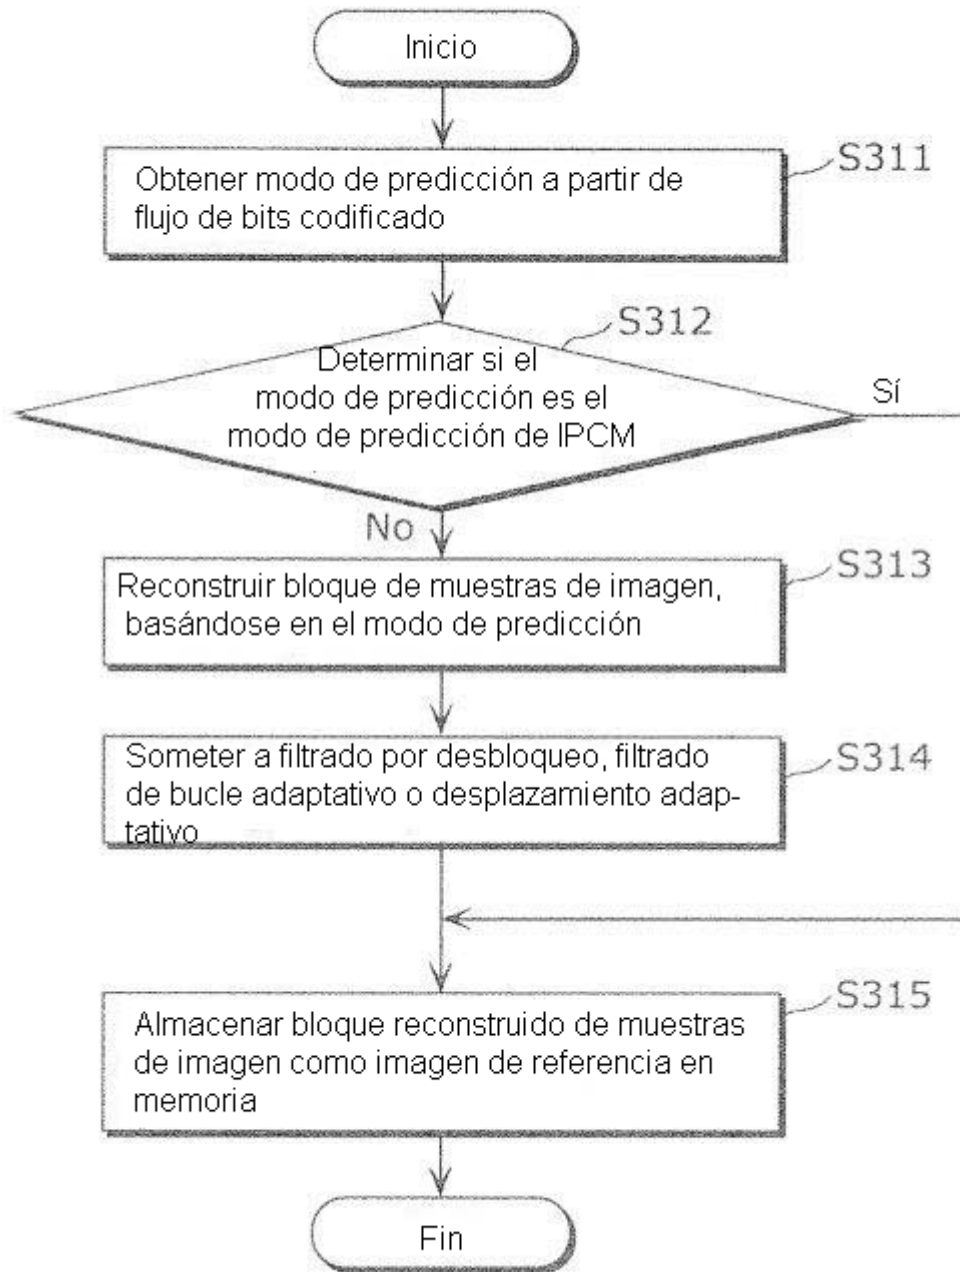 Inicio
S311
Obtener modo de predicción a partir de
flujo de bits codificado
S312
Determinar si el
modo de predicción es el
modo de predicción de IPCM
Sí
No
S313
Reconstruir bloque de muestras de imagen,
basándose en el modo de predicción
S314
Someter a filtrado por desbloqueo, filtrado
de bucle adaptativo o desplazamiento adap-
tativo
S315
Almacenar bloque reconstruido de muestras
de imagen como imagen de referencia en
memoria
Fin